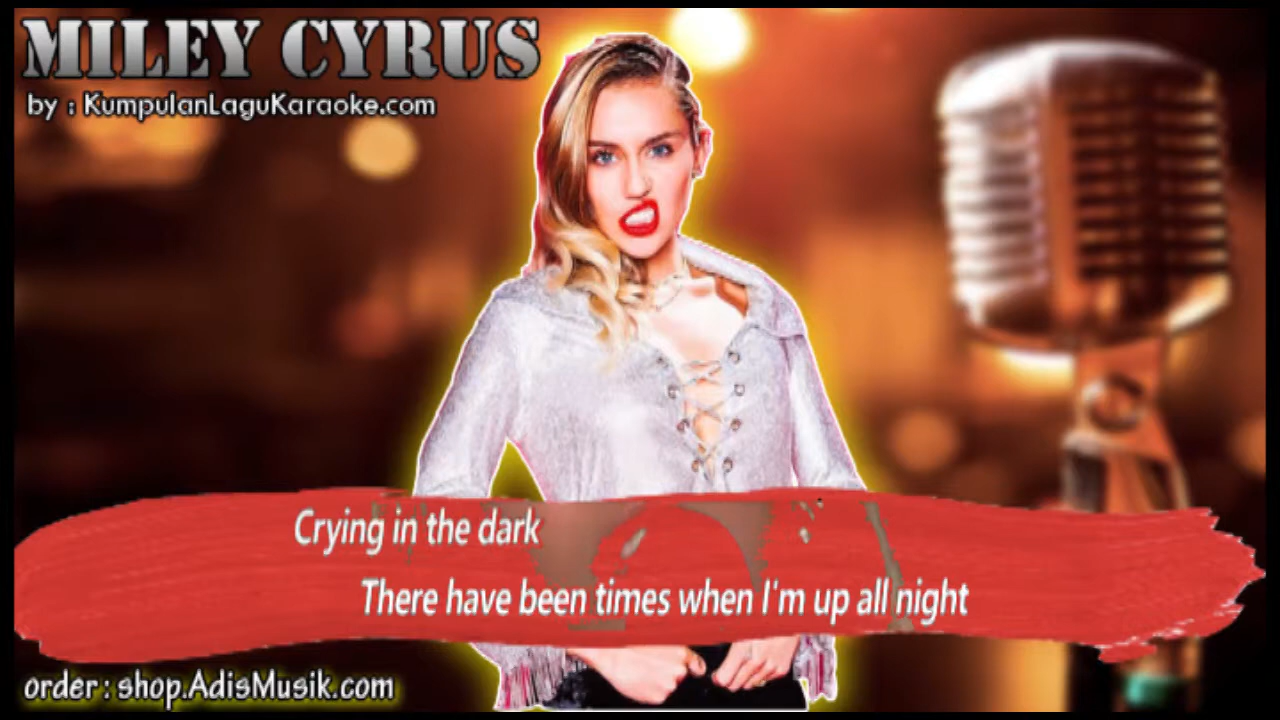 MILEY CYRUS
by : KumpulanLaguKaraoke.com
Crying in the dark
There have been times when I'm up all night
order : shop.AdisMusik.com